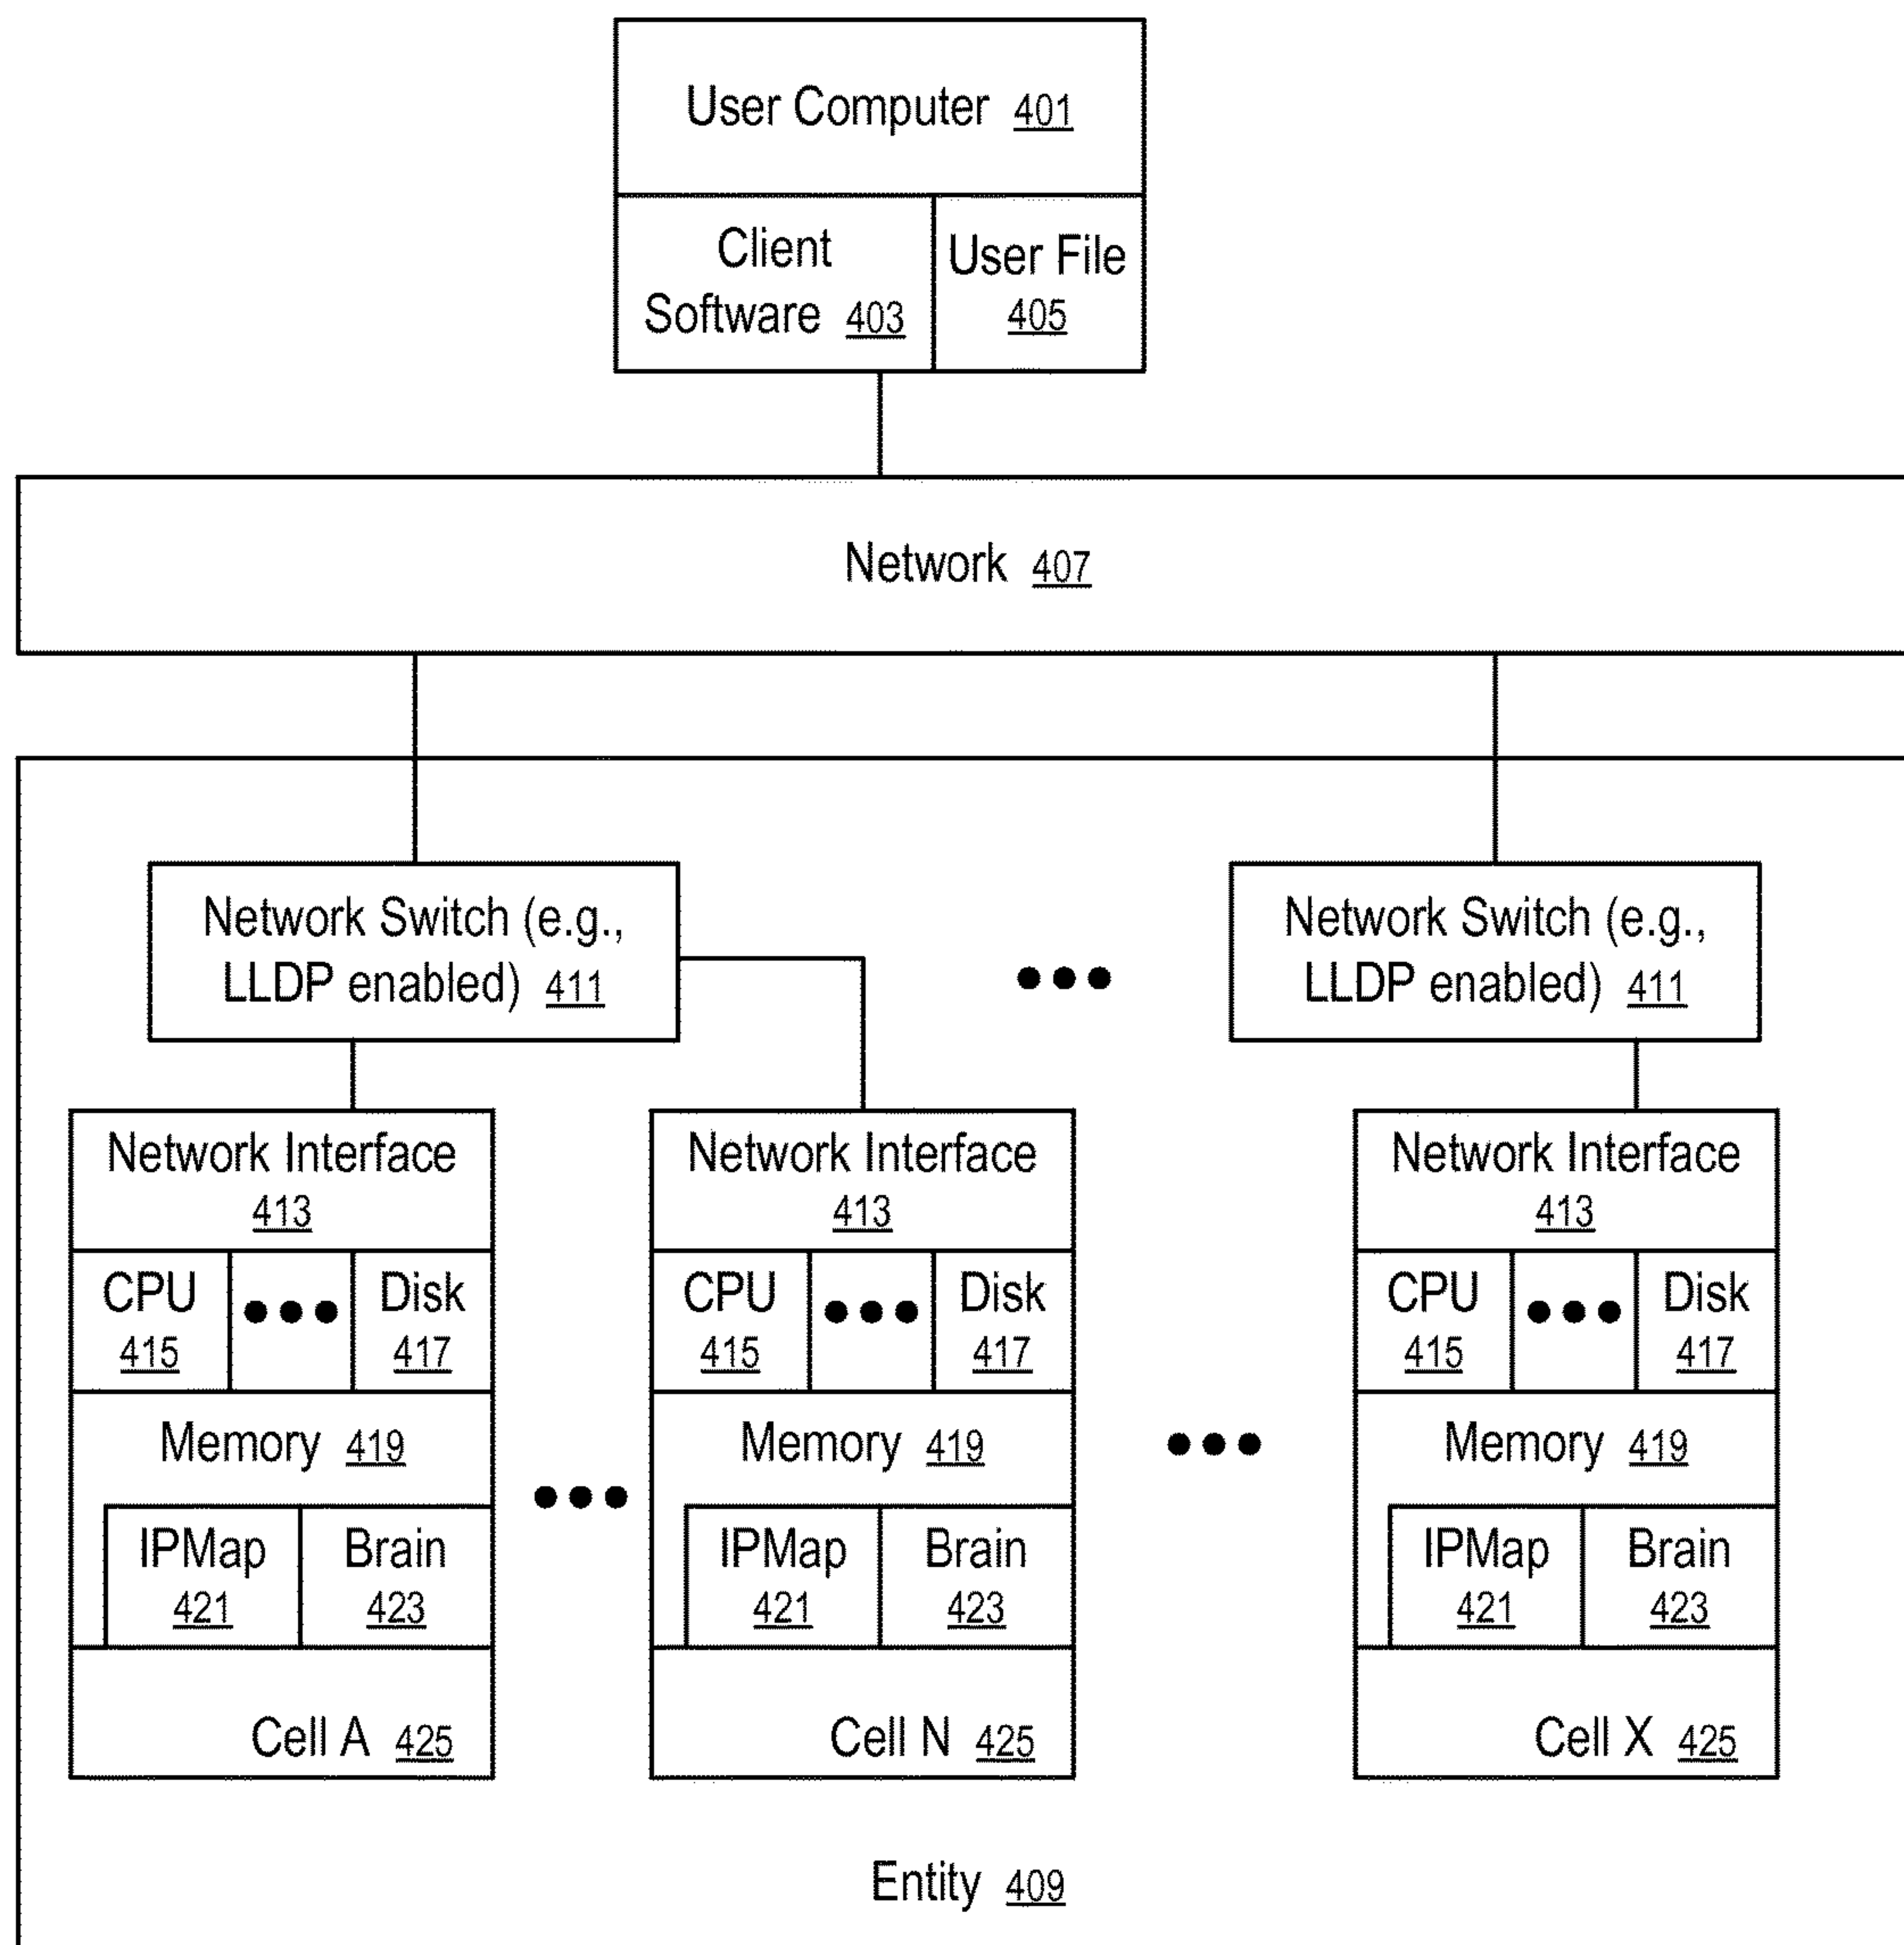 User Computer 401
Client
Software 403
User File
405
Network 407
Network Switch (e.g.,
LLDP enabled) 411
Network Switch (e.g.,
LLDP enabled) 411
Network Interface
413
CPU
415
Disk
417
Memory 419
IPMap
421
Brain
423
Cell A 425
Network Interface
413
CPU
415
Disk
417
Memory 419
IPMap
421
Brain
423
Cell N 425
Network Interface
413
CPU
415
Disk
417
Memory 419
IPMap
421
Brain
423
Cell X 425
Entity 409